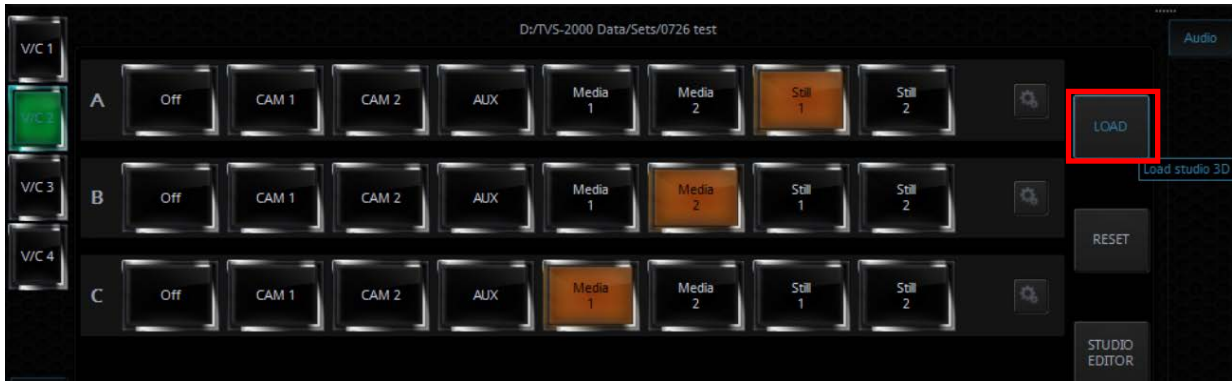 D:/TVS-2000 Data/Sets/0726 test
Audio
V/C 1
V/C 2
V/C 3
V/C 4
A Off CAM 1 CAM 2 AUX Media 1 Media 2 Still 1 Still 2
LOAD
Load studio 3D
B Off CAM 1 CAM 2 AUX Media 1 Media 2 Still 1 Still 2
RESET
C Off CAM 1 CAM 2 AUX Media 1 Media 2 Still 1 Still 2
STUDIO
EDITOR